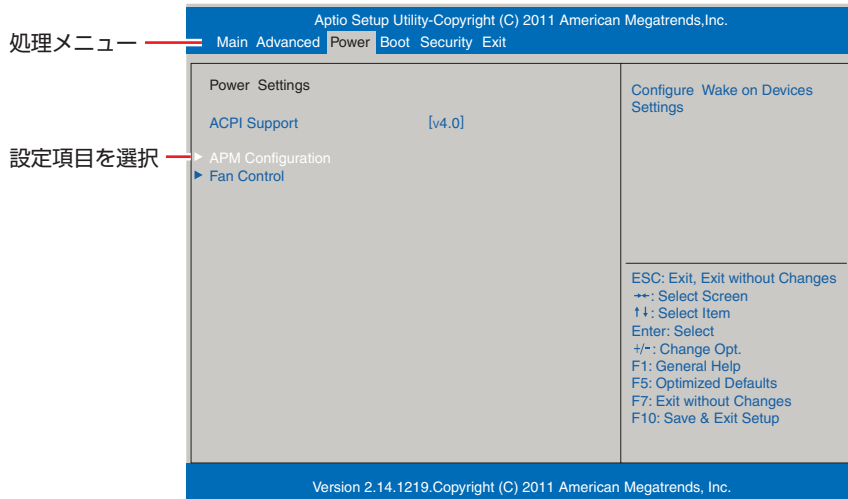 Aptio Setup Utility-Copyright (C) 2011 American Megatrends,Inc.
処理メニュー
Main Advanced Power Boot Security Exit
Power Settings
ACPI Support [v4.0]
設定項目を選択
▶ APM Configuration
▶ Fan Control
Configure Wake on Devices
Settings
ESC: Exit, Exit without Changes
→←: Select Screen
↑↓: Select Item
Enter: Select
+/-: Change Opt.
F1: General Help
F5: Optimized Defaults
F7: Exit without Changes
F10: Save & Exit Setup
Version 2.14.1219.Copyright (C) 2011 American Megatrends, Inc.